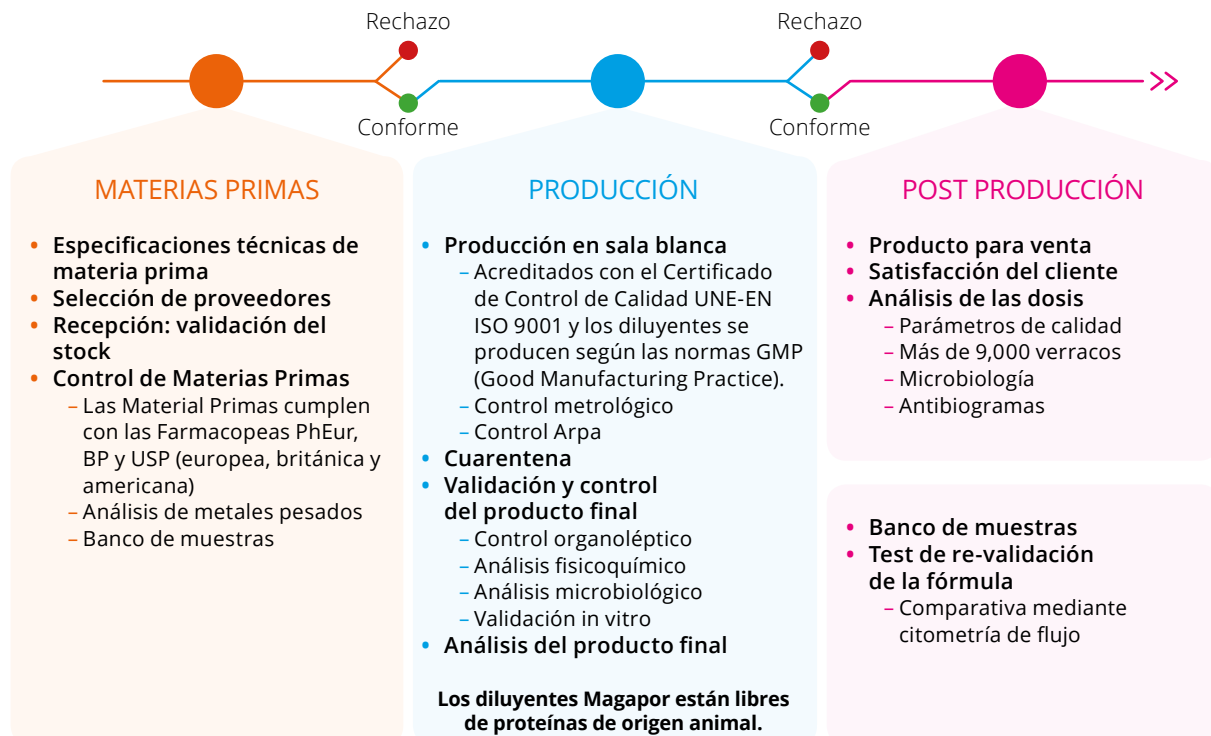 Rechazo
Conforme
Rechazo
Conforme
MATERIAS PRIMAS
• Especificaciones técnicas de
materia prima
• Selección de proveedores
• Recepción: validación del
stock
• Control de Materias Primas
– Las Material Primas cumplen
con las Farmacopeas PhEur,
BP y USP (europea, británica y
americana)
– Análisis de metales pesados
– Banco de muestras
PRODUCCIÓN
• Producción en sala blanca
– Acreditados con el Certificado
de Control de Calidad UNE-EN
ISO 9001 y los diluyentes se
producen según las normas GMP
(Good Manufacturing Practice).
– Control metrológico
– Control Arpa
• Cuarentena
• Validación y control
del producto final
– Control organoléptico
– Análisis fisicoquímico
– Análisis microbiológico
– Validación in vitro
• Análisis del producto final
Los diluyentes Magapor están libres
de proteínas de origen animal.
POST PRODUCCIÓN
• Producto para venta
• Satisfacción del cliente
• Análisis de las dosis
– Parámetros de calidad
– Más de 9,000 verracos
– Microbiología
– Antibiogramas
• Banco de muestras
• Test de re-validación
de la fórmula
– Comparativa mediante
citometría de flujo